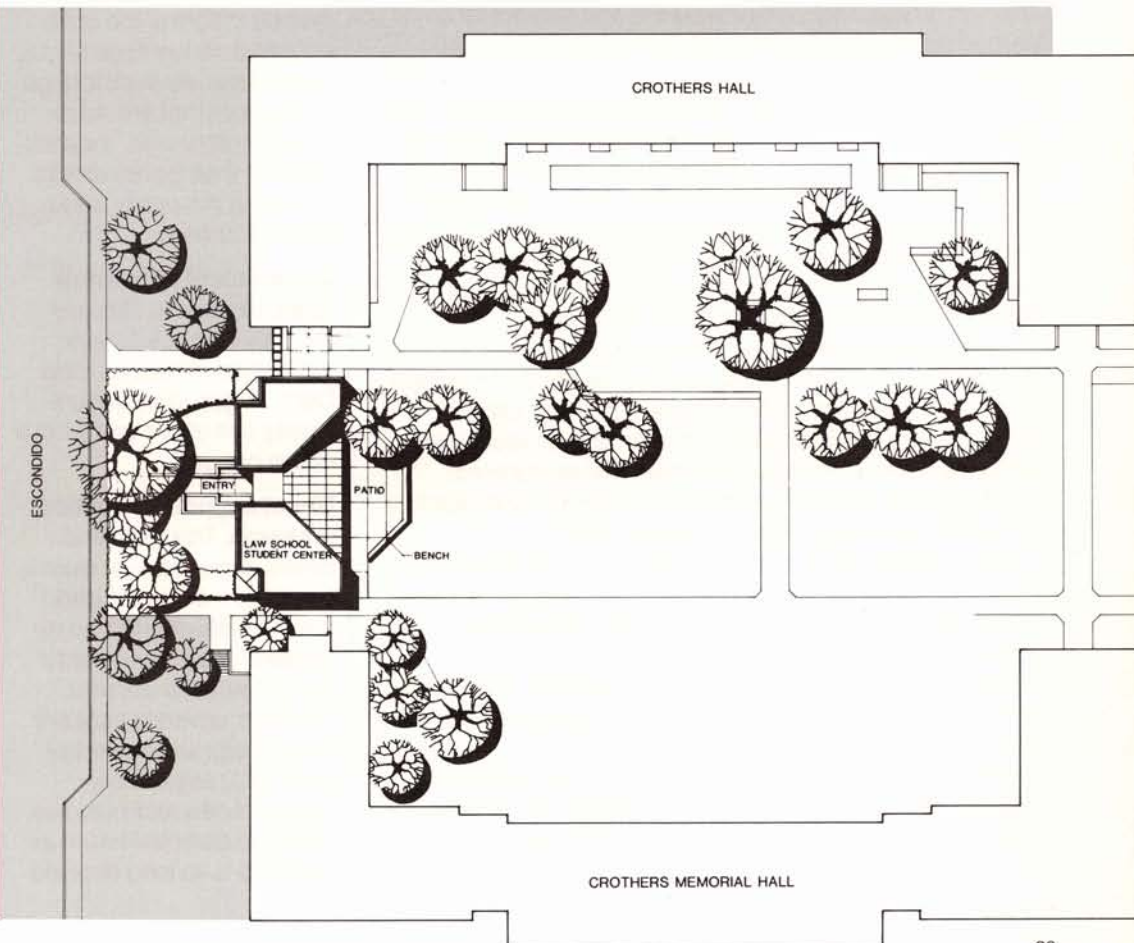 CROTHERS HALL
ESCONDIDO
ENTRY
PATIO
LAW SCHOOL
STUDENT CENTER
BENCH
CROTHERS MEMORIAL HALL